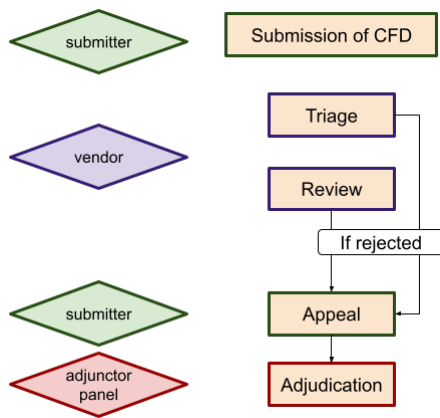 submitter
Submission of CFD
vendor
Triage
Review
If rejected
submitter
Appeal
adjunctor
panel
Adjudication